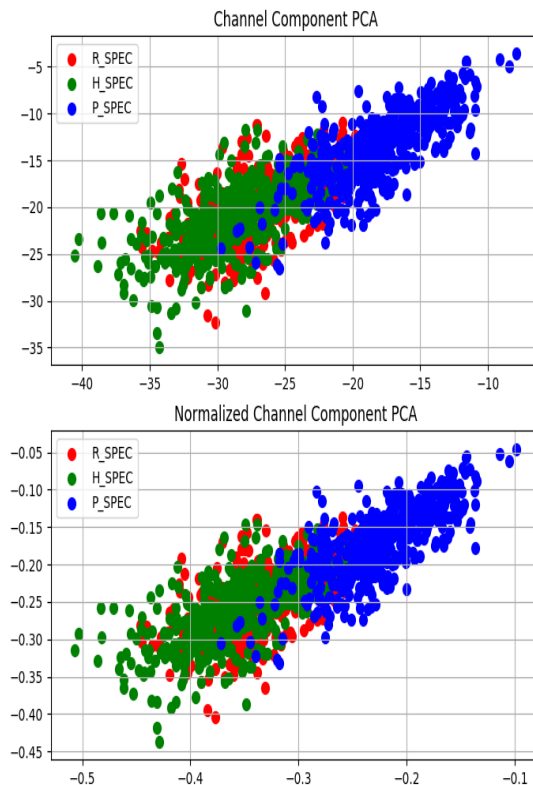 Channel Component PCA
R_SPEC
H_SPEC
P_SPEC
−5
−10
−15
−20
−25
−30
−35
−40 −35 −30 −25 −20 −15 −10
Normalized Channel Component PCA
R_SPEC
H_SPEC
P_SPEC
−0.05
−0.10
−0.15
−0.20
−0.25
−0.30
−0.35
−0.40
−0.45
−0.5 −0.4 −0.3 −0.2 −0.1